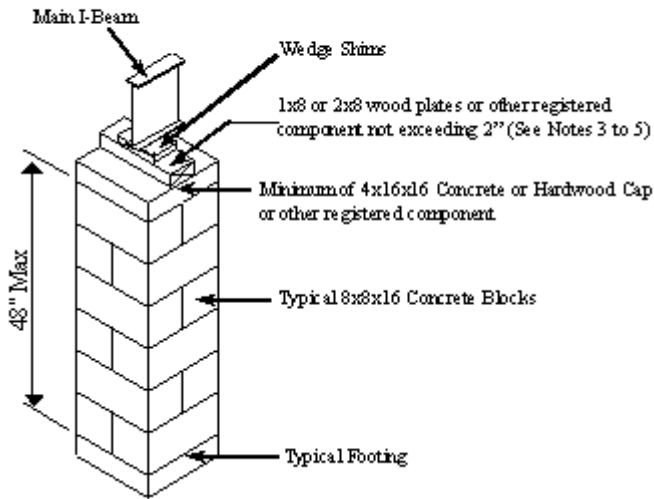 Main I-Beam
Wedge Shims
1x8 or 2x8 wood plates or other registered
component not exceeding 2" (See Notes 3 to 5)
Minimum of 4x16x16 Concrete or Hardwood Cap
or other registered component
48" Max
Typical 8x8x16 Concrete Blocks
Typical Footing